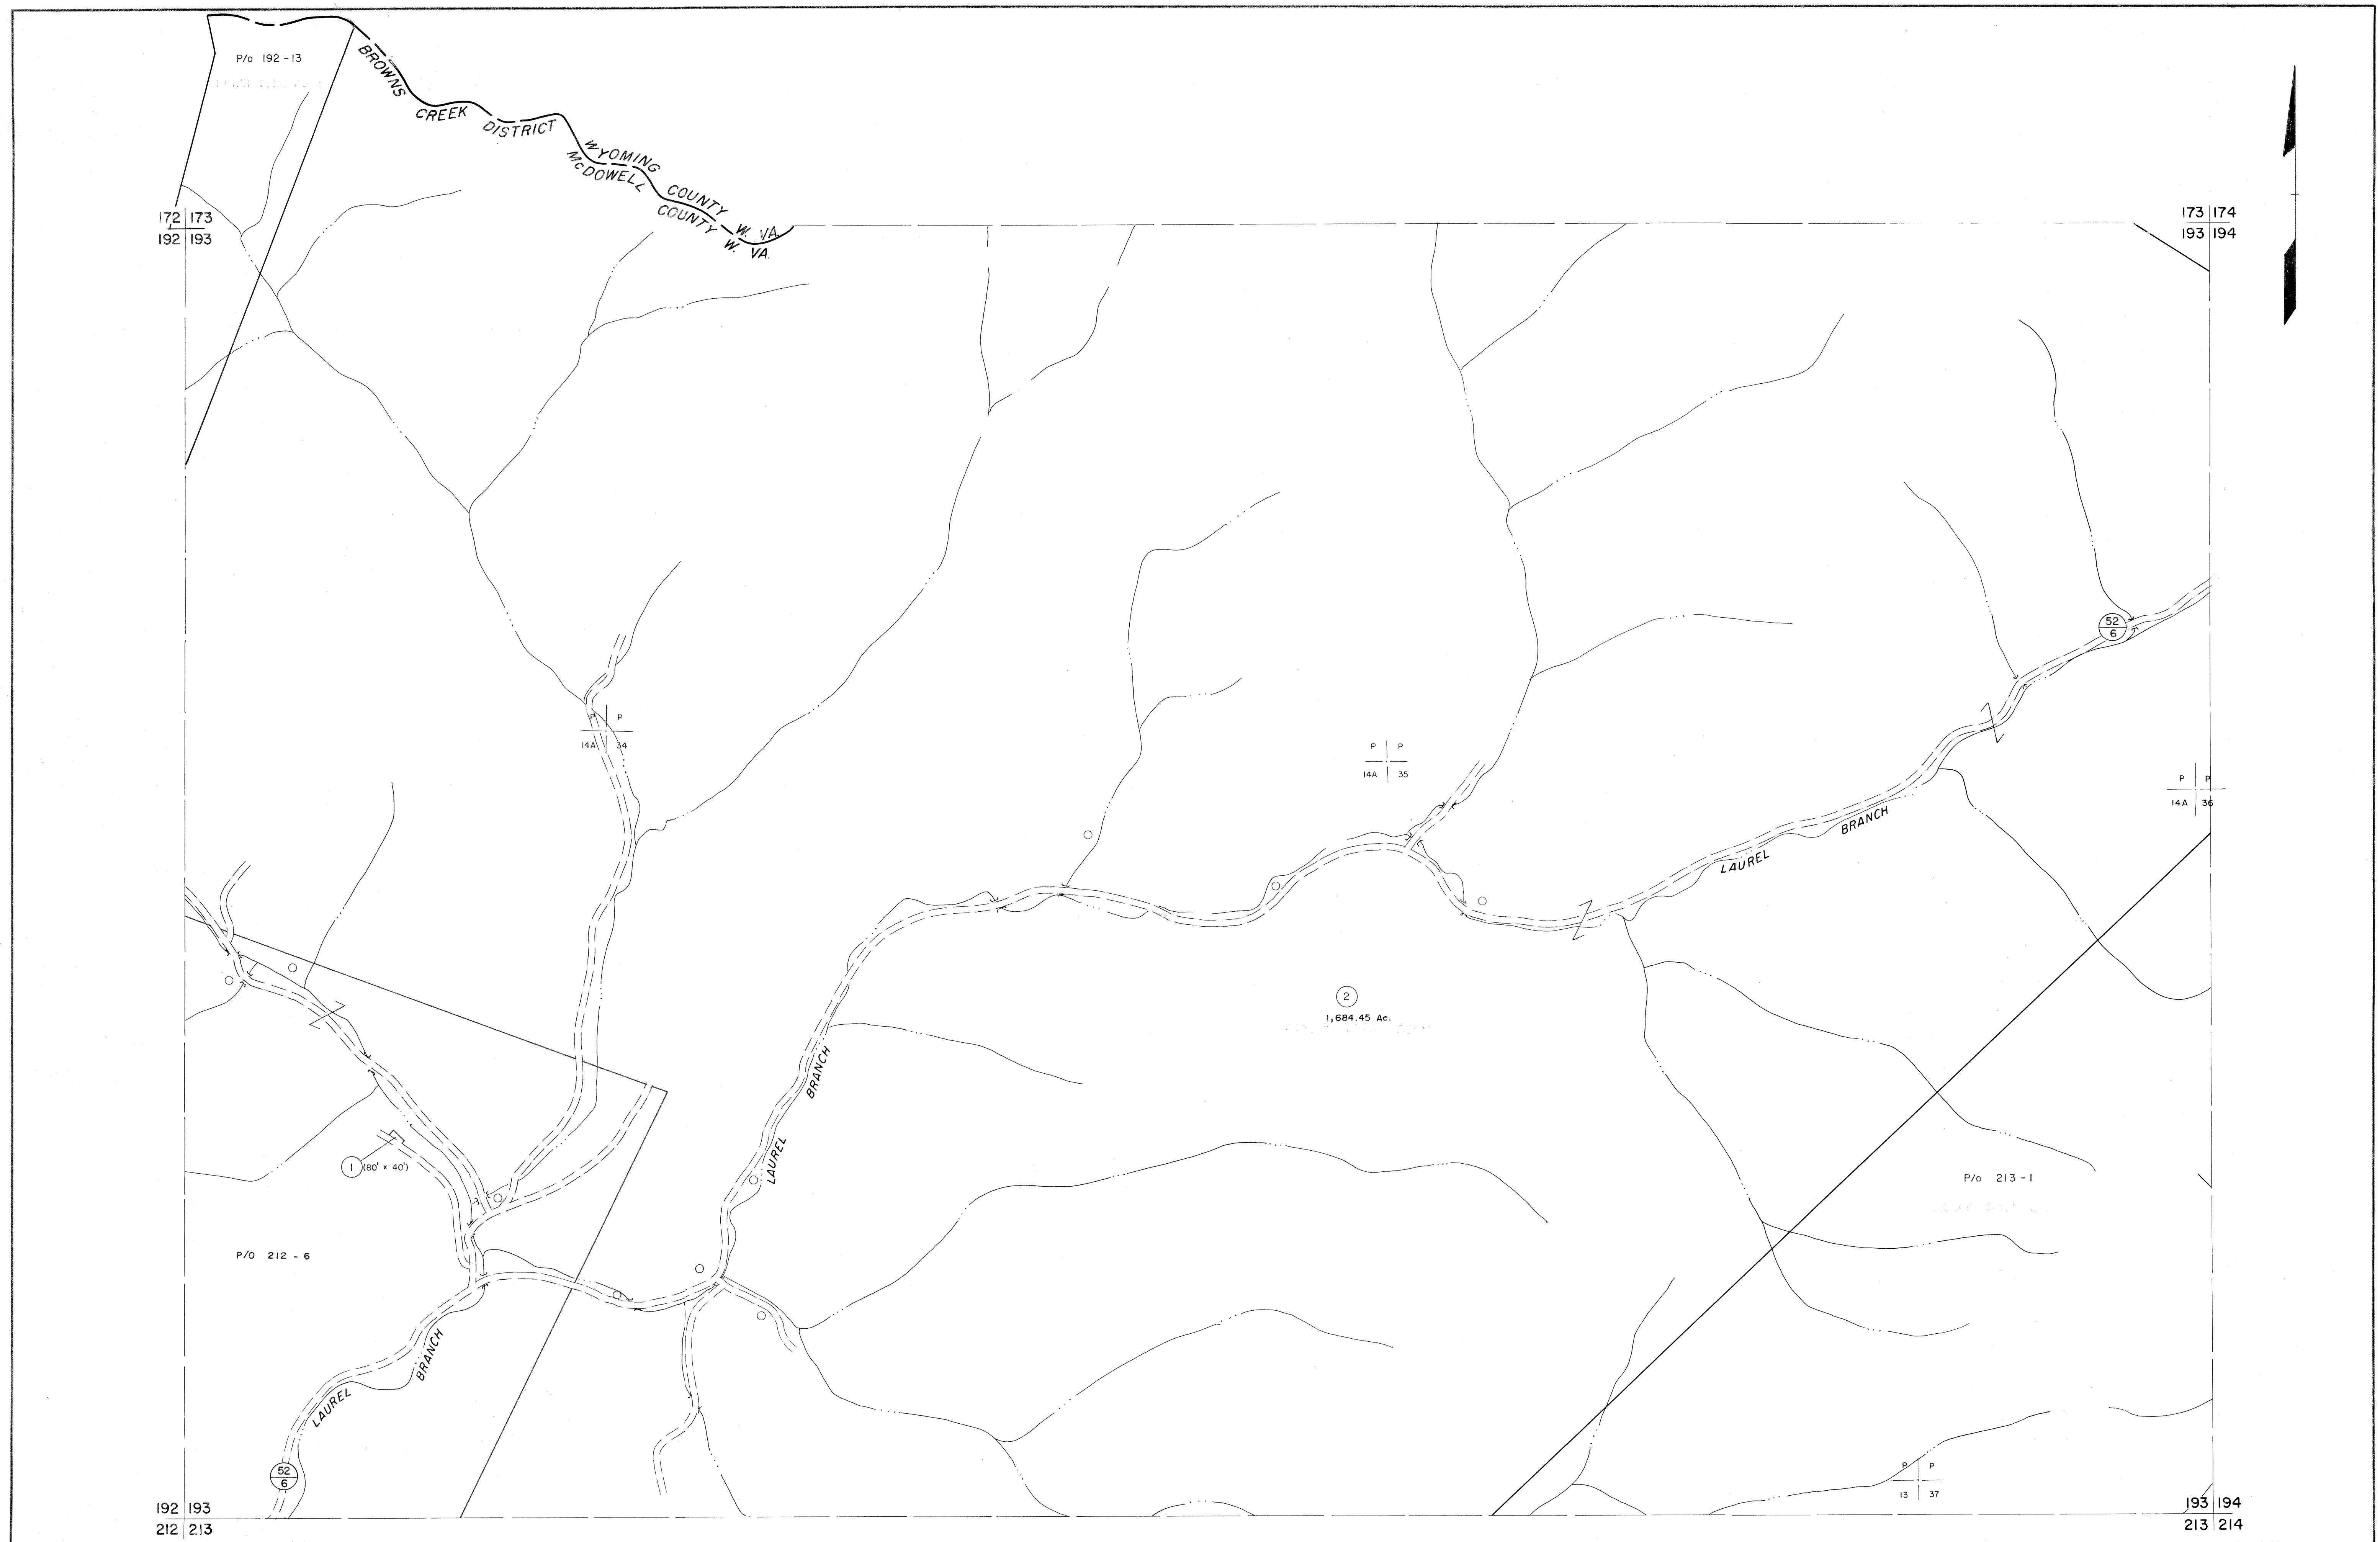 P/o 192-13
BROWNS
CREEK
DISTRICT
WYOMING
McDOWELL
COUNTY
COUNTY
W. VA.
W. VA.
172 173
192 193
173 174
193 194
52
6
P P
14A 34
P P
14A 35
P P
14A 36
BRANCH
LAUREL
2
1,684.45 Ac.
BRANCH
LAUREL
1 (80' x 40')
P/o 213-1
P/O 212-6
BRANCH
LAUREL
52
6
P P
13 37
192 193
212 213
193 194
213 214